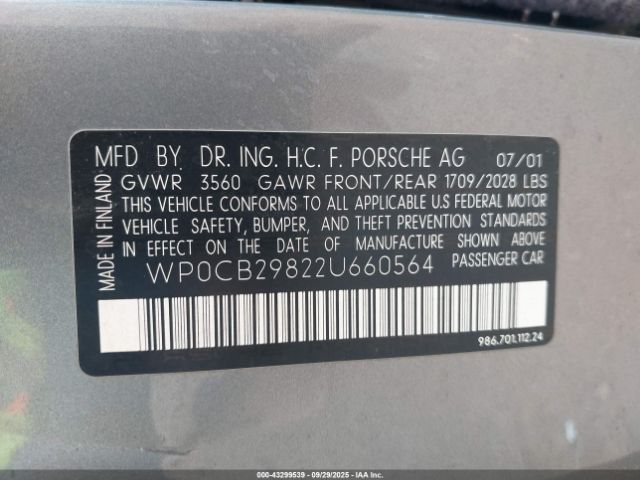 MFD BY DR. ING. H.C. F. PORSCHE AG 07/01
GVWR 3560 GAWR FRONT/REAR 1709/2028 LBS
THIS VEHICLE CONFORMS TO ALL APPLICABLE U.S FEDERAL MOTOR
VEHICLE SAFETY, BUMPER, AND THEFT PREVENTION STANDARDS
IN EFFECT ON THE DATE OF MANUFACTURE SHOWN ABOVE
WP0CB29822U660564 PASSENGER CAR
MADE IN FINLAND
986.701.112.24
000-43299539 09/29/2025 IAAI.COM